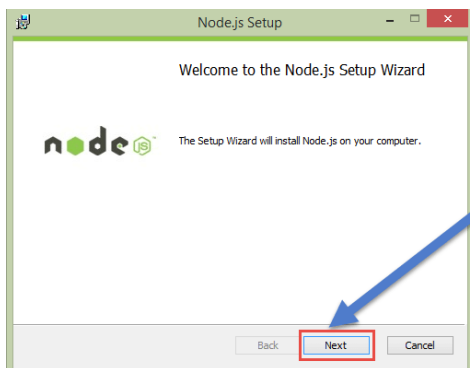 Node.js Setup
Welcome to the Node.js Setup Wizard
node JS
The Setup Wizard will install Node.js on your computer.
Back Next Cancel